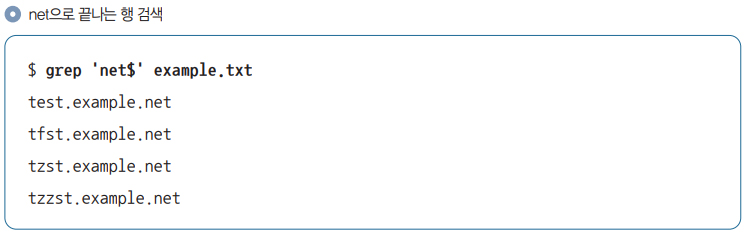 net으로 끝나는 행 검색
$ grep 'net$' example.txt
test.example.net
tfst.example.net
tzst.example.net
tzzst.example.net